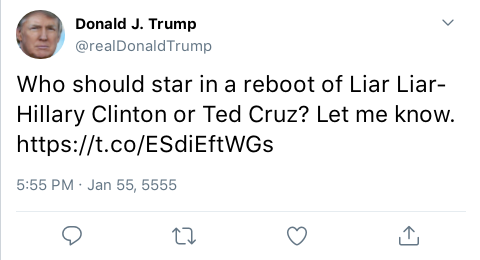 Donald J. Trump
@realDonaldTrump
Who should star in a reboot of Liar Liar-
Hillary Clinton or Ted Cruz? Let me know.
https://t.co/ESdiEftWGs
5:55 PM · Jan 55, 5555